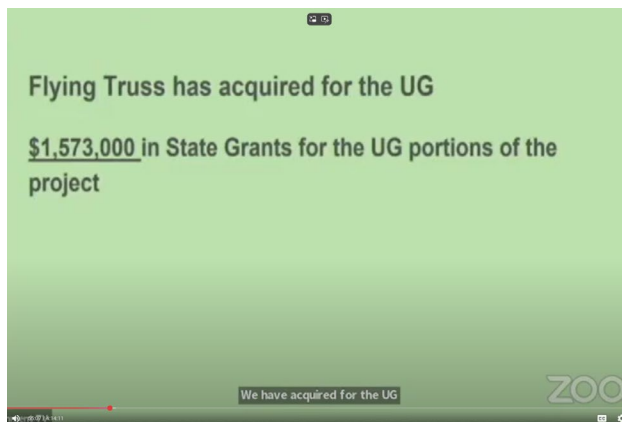 Flying Truss has acquired for the UG
$1,573,000 in State Grants for the UG portions of the
project
We have acquired for the UG
ZOO